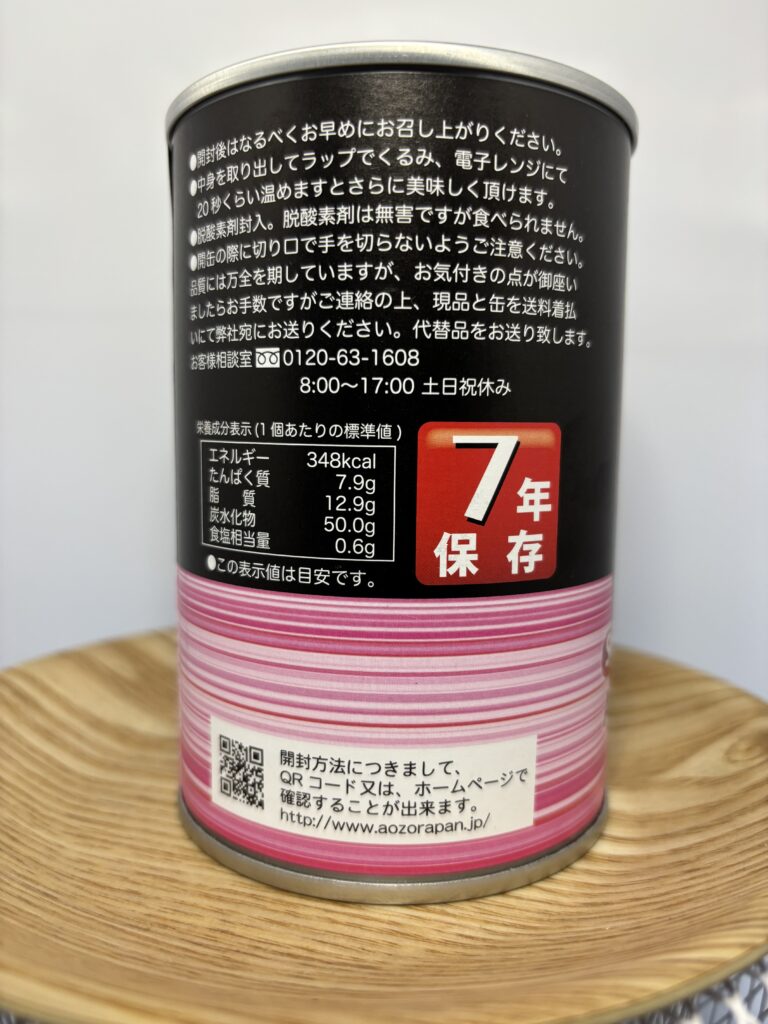 ●開封後はなるべくお早めにお召し上がりください。
●中身を取り出してラップでくるみ、電子レンジにて
20秒くらい温めますとさらに美味しく頂けます。
●脱酸素剤封入。脱酸素剤は無害ですが食べられません。
●開缶の際に切り口で手を切らないようご注意ください。
品質には万全を期していますが、お気付きの点が御座い
ましたらお手数ですがご連絡の上、現品と缶を送料着払
いにて弊社宛にお送りください。代替品をお送り致します。
お客様相談室 0120-63-1608
8:00〜17:00 土日祝休み
栄養成分表示(1個あたりの標準値)
エネルギー 348kcal
たんぱく質 7.9g
脂 質 12.9g
炭水化物 50.0g
食塩相当量 0.6g
●この表示値は目安です。
7年
保存
開封方法につきまして、
QRコード又は、ホームページで
確認することが出来ます。
http://www.aozorapan.jp/